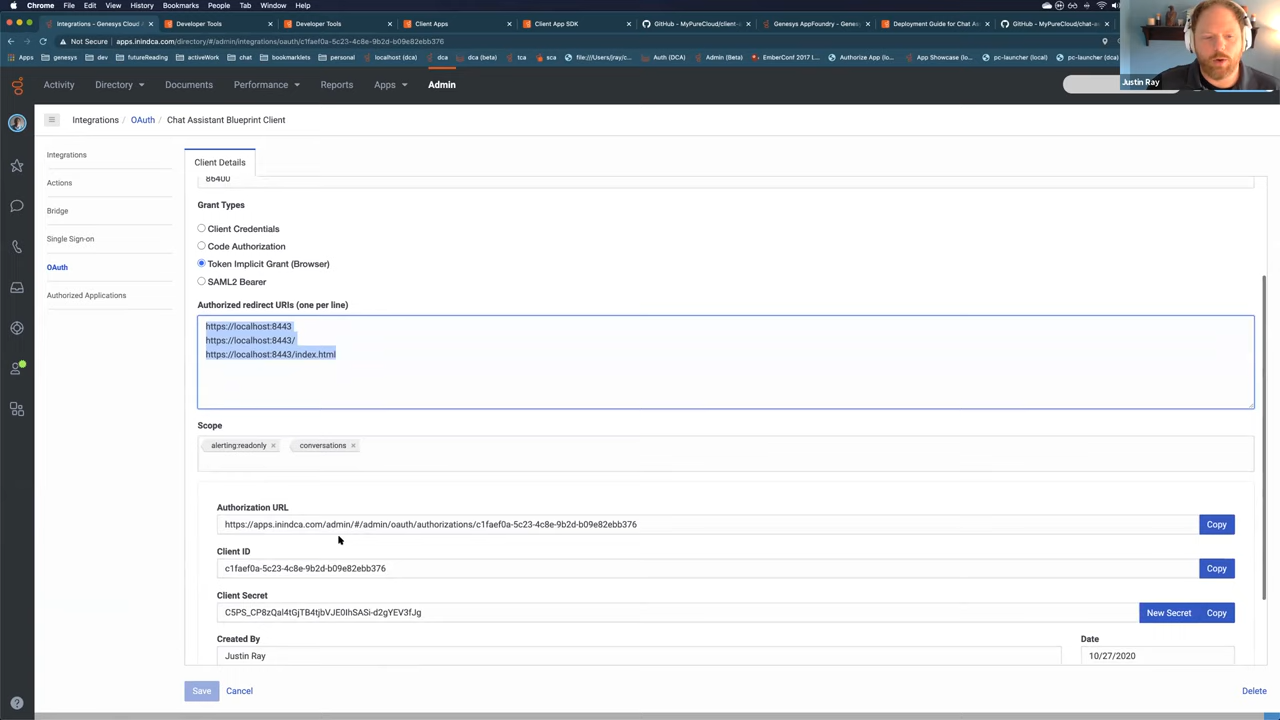 Chrome File Edit View History Bookmarks People Tab Window Help
Integrations - Genesys Cloud A Developer Tools Developer Tools Client Apps Client App SDK GitHub - MyPureCloud/client- Genesys AppFoundry - Genes Deployment Guide for Chat As GitHub - MyPureCloud/chat-a
Not Secure apps.inindca.com/directory/#/admin/integrations/oauth/c1faef0a-5c23-4c8e-9b2d-b09e82ebb376
Apps genesys dev futureReading activeWork chat bookmarklets personal localhost (dca) dca dca (beta) tca sca file:///Users/jray/c... Auth (DCA) Admin (Beta) EmberConf 2017 L... Authorize App (lo... App Showcase (lo... pc-launcher (local) pc-launcher (dca)
Justin Ray
Activity Directory Documents Performance Apps Reports Admin
Integrations / OAuth / Chat Assistant Blueprint Client
Integrations
Actions
Bridge
Single Sign-on
OAuth
Authorized Applications
Client Details
86400
Grant Types
Client Credentials
Code Authorization
Token Implicit Grant (Browser)
SAML2 Bearer
Authorized redirect URIs (one per line)
https://localhost:8443
https://localhost:8443/
https://localhost:8443/index.html
Scope
alerting:readonly × conversations ×
Authorization URL
https://apps.inindca.com/admin/#/admin/oauth/authorizations/c1faef0a-5c23-4c8e-9b2d-b09e82ebb376 Copy
Client ID
c1faef0a-5c23-4c8e-9b2d-b09e82ebb376 Copy
Client Secret
C5PS_CP8zQal4tGjTB4tjbVJE0IhSASi-d2gYEV3fJg New Secret Copy
Created By Date
Justin Ray 10/27/2020
Save Cancel Delete